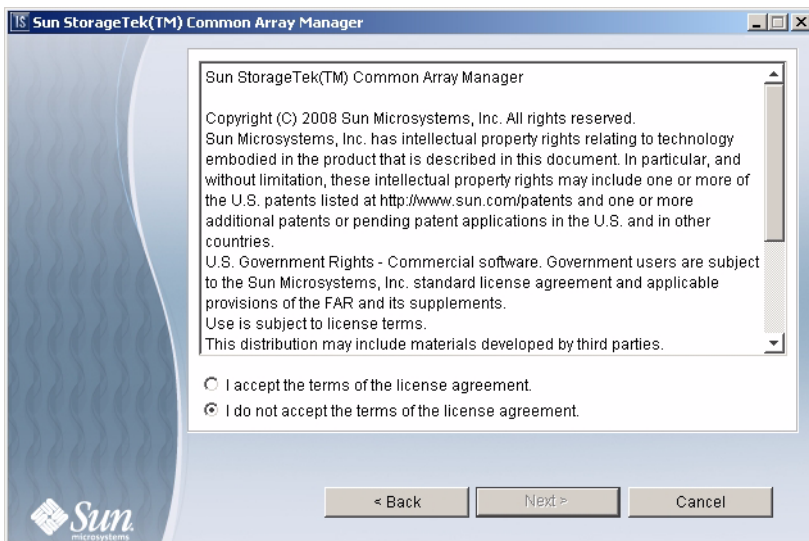 Sun StorageTek(TM) Common Array Manager
Sun StorageTek(TM) Common Array Manager
Copyright (C) 2008 Sun Microsystems, Inc. All rights reserved.
Sun Microsystems, Inc. has intellectual property rights relating to technology
embodied in the product that is described in this document. In particular, and
without limitation, these intellectual property rights may include one or more of
the U.S. patents listed at http://www.sun.com/patents and one or more
additional patents or pending patent applications in the U.S. and in other
countries.
U.S. Government Rights - Commercial software. Government users are subject
to the Sun Microsystems, Inc. standard license agreement and applicable
provisions of the FAR and its supplements.
Use is subject to license terms.
This distribution may include materials developed by third parties.
I accept the terms of the license agreement.
I do not accept the terms of the license agreement.
< Back
Next >
Cancel
Sun
microsystems